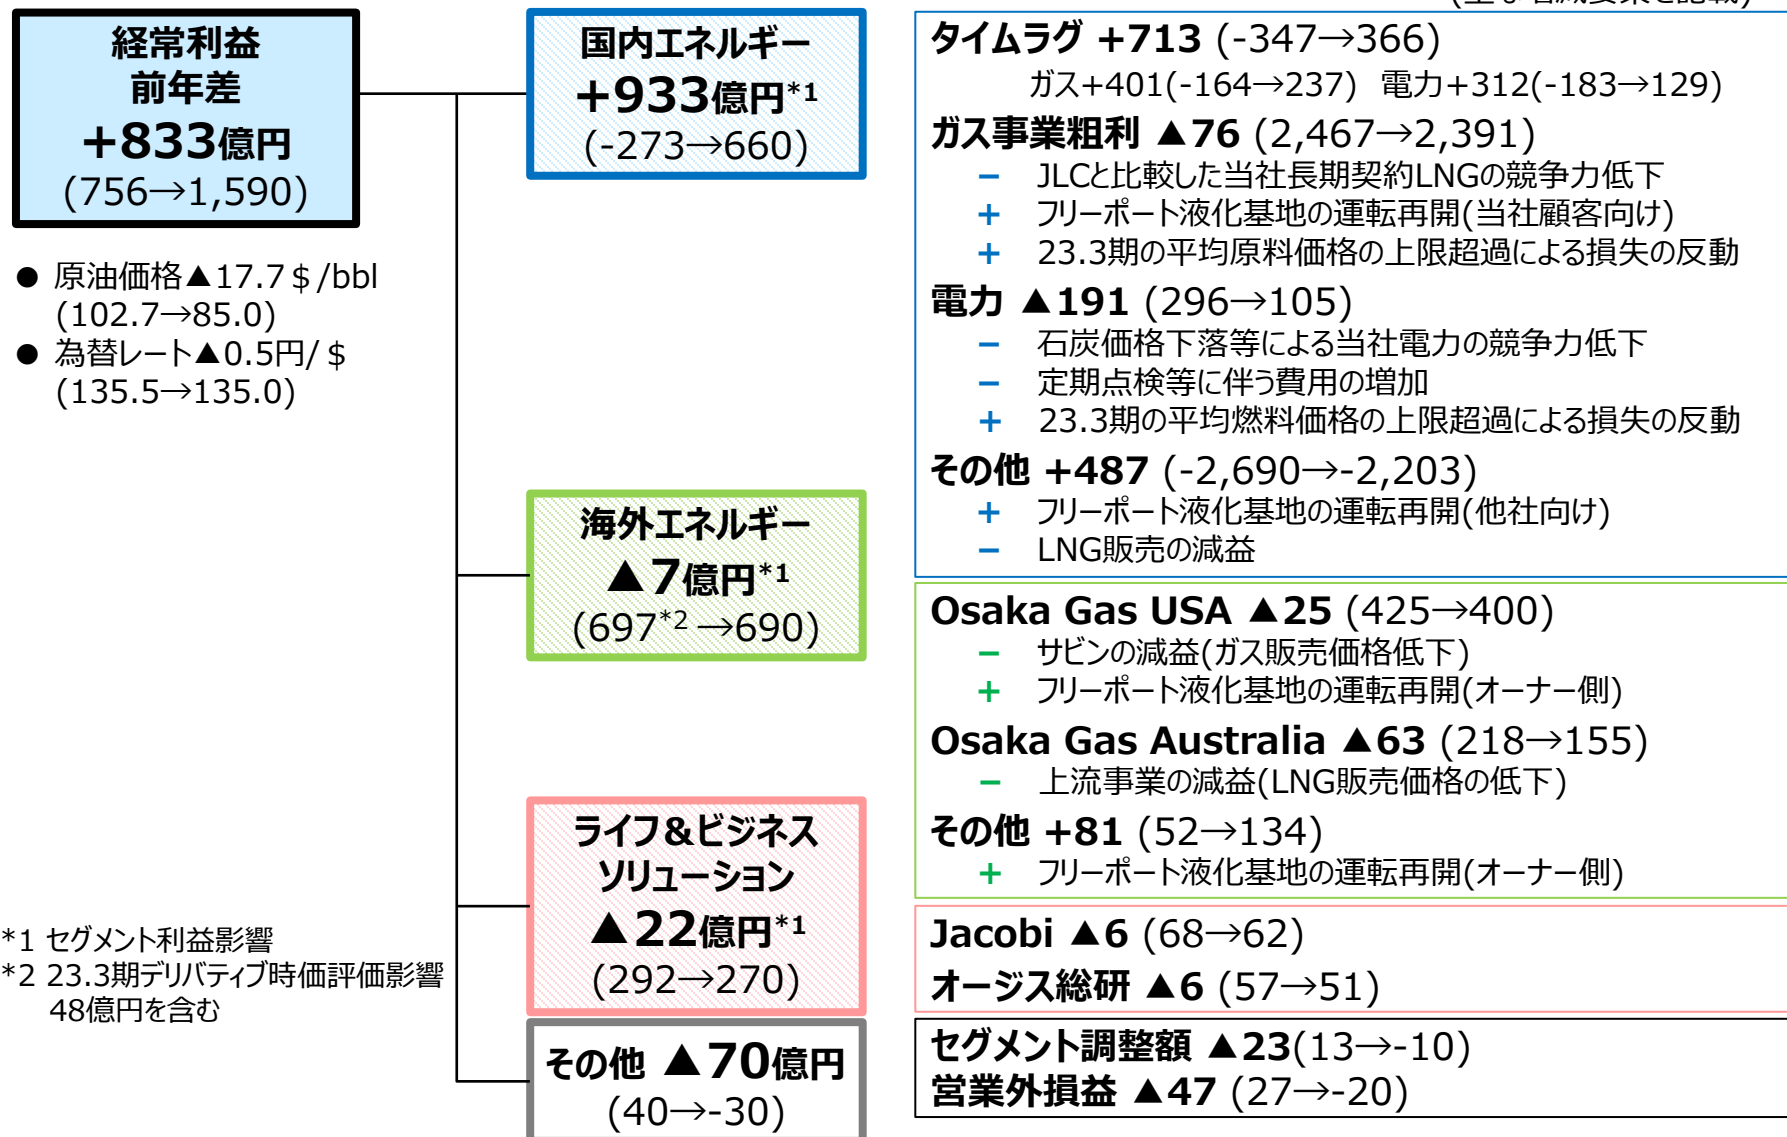 経常利益
前年差
+833億円
(756→1,590)
● 原油価格▲17.7＄/bbl
(102.7→85.0)
● 為替レート▲0.5円/＄
(135.5→135.0)
*1 セグメント利益影響
*2 23.3期デリバティブ時価評価影響
48億円を含む
国内エネルギー
+933億円*1
(-273→660)
海外エネルギー
▲7億円*1
(697*2→690)
ライフ&ビジネス
ソリューション
▲22億円*1
(292→270)
その他 ▲70億円
(40→-30)
タイムラグ +713 (-347→366)
ガス+401(-164→237) 電力+312(-183→129)
ガス事業粗利 ▲76 (2,467→2,391)
− JLCと比較した当社長期契約LNGの競争力低下
+ フリーポート液化基地の運転再開(当社顧客向け)
+ 23.3期の平均原料価格の上限超過による損失の反動
電力 ▲191 (296→105)
− 石炭価格下落等による当社電力の競争力低下
− 定期点検等に伴う費用の増加
+ 23.3期の平均燃料価格の上限超過による損失の反動
その他 +487 (-2,690→-2,203)
+ フリーポート液化基地の運転再開(他社向け)
− LNG販売の減益
Osaka Gas USA ▲25 (425→400)
− サビンの減益(ガス販売価格低下)
+ フリーポート液化基地の運転再開(オーナー側)
Osaka Gas Australia ▲63 (218→155)
− 上流事業の減益(LNG販売価格の低下)
その他 +81 (52→134)
+ フリーポート液化基地の運転再開(オーナー側)
Jacobi ▲6 (68→62)
オージス総研 ▲6 (57→51)
セグメント調整額 ▲23(13→-10)
営業外損益 ▲47 (27→-20)